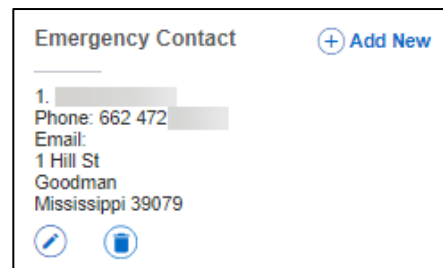 Emergency Contact
+ Add New
1.
Phone: 662 472
Email:
1 Hill St
Goodman
Mississippi 39079